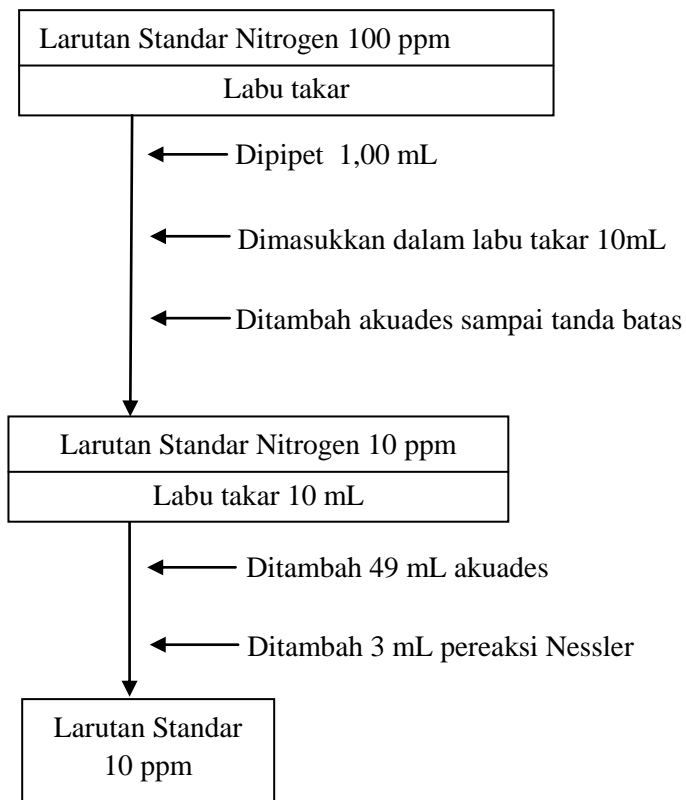 Larutan Standar Nitrogen 100 ppm
Labu takar
Dipipet  1,00 mL
Dimasukkan dalam labu takar 10mL
Ditambah akuades sampai tanda batas
Larutan Standar Nitrogen 10 ppm
Labu takar 10 mL
Ditambah 49 mL akuades
Ditambah 3 mL pereaksi Nessler
Larutan Standar
10 ppm